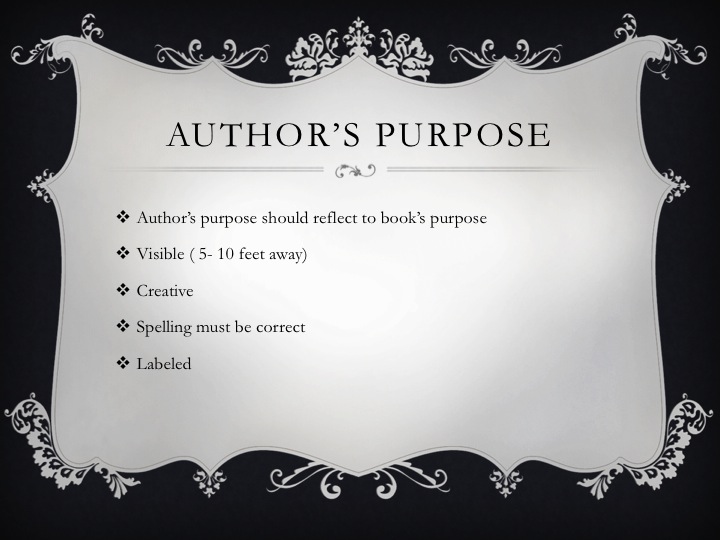 AUTHOR'S PURPOSE
❖ Author's purpose should reflect to book's purpose
❖ Visible ( 5- 10 feet away)
❖ Creative
❖ Spelling must be correct
❖ Labeled